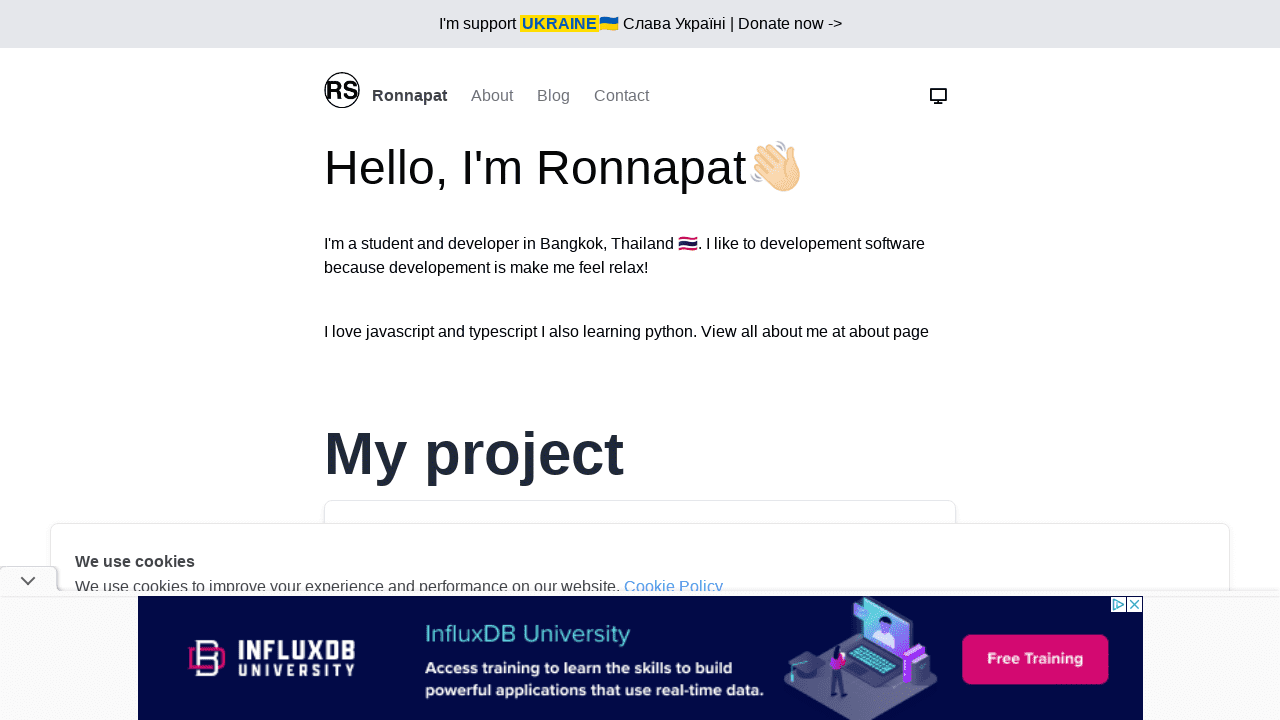 I'm support UKRAINE🇺🇦 Слава Україні | Donate now ->
RS Ronnapat About Blog Contact
Hello, I'm Ronnapat👋🏻
I'm a student and developer in Bangkok, Thailand 🇹🇭. I like to developement software
because developement is make me feel relax!
I love javascript and typescript I also learning python. View all about me at about page
My project
We use cookies
We use cookies to improve your experience and performance on our website. Cookie Policy
INFLUXDB
UNIVERSITY
InfluxDB University
Access training to learn the skills to build
powerful applications that use real-time data.
Free Training